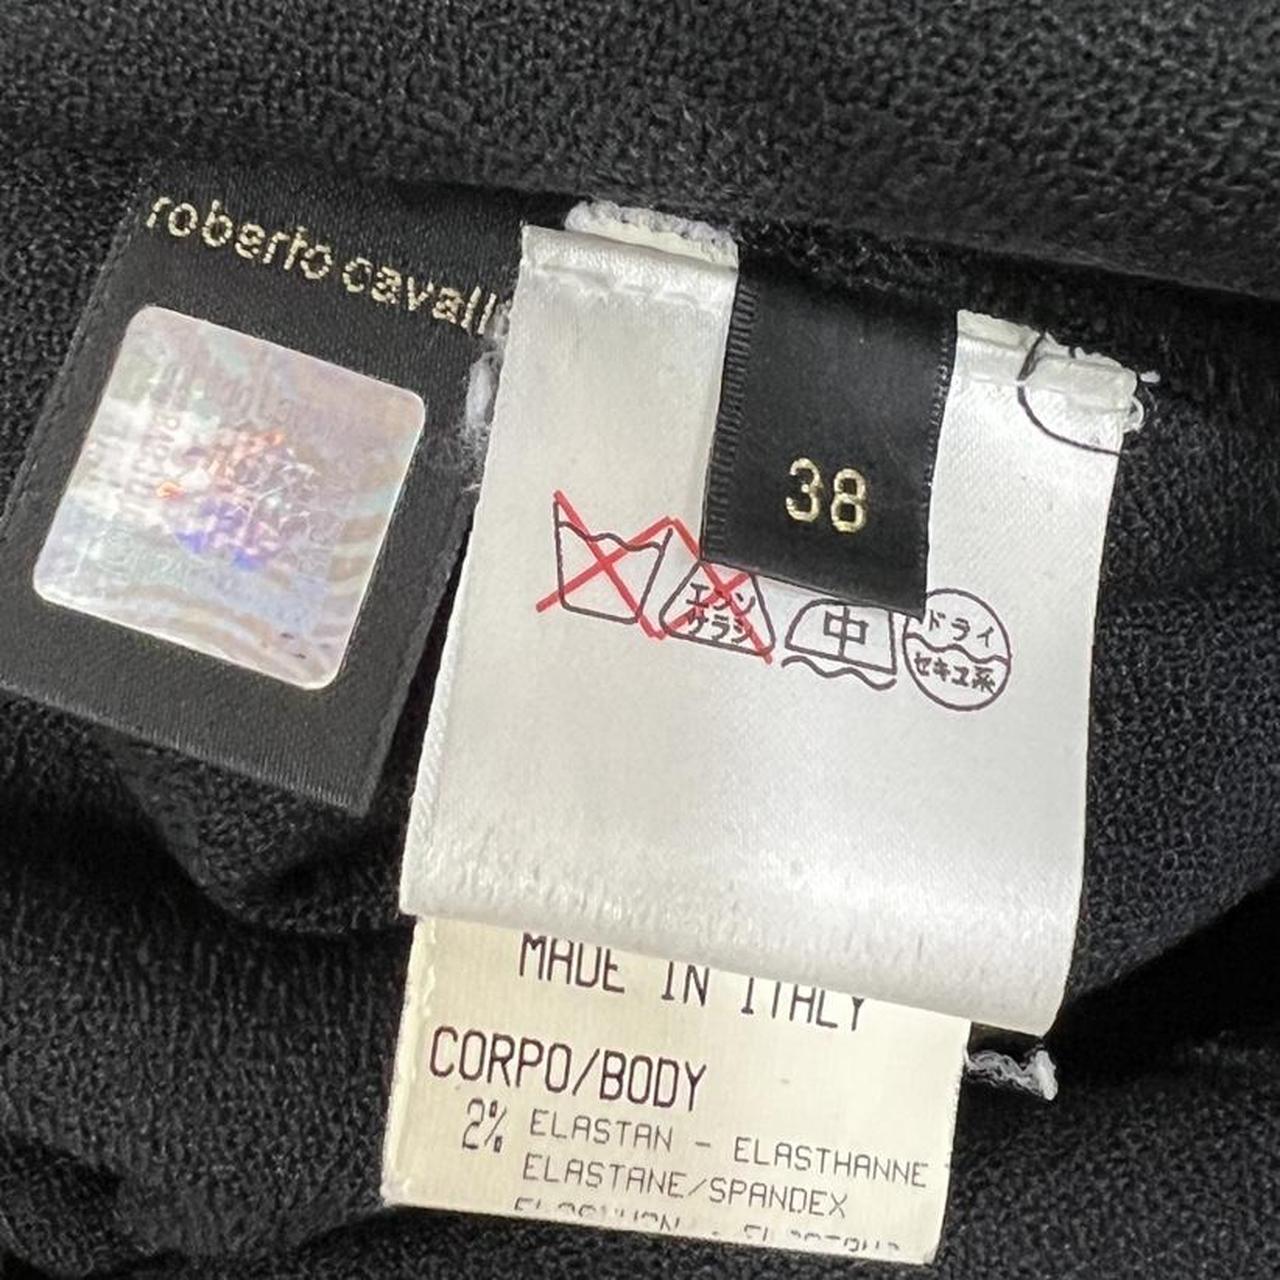 roberto cavalli
38
エンソ
サラシ
中
ドライ
セキユ系
MADE IN ITALY
CORPO/BODY
2% ELASTAN - ELASTHANNE
ELASTANE/SPANDEX